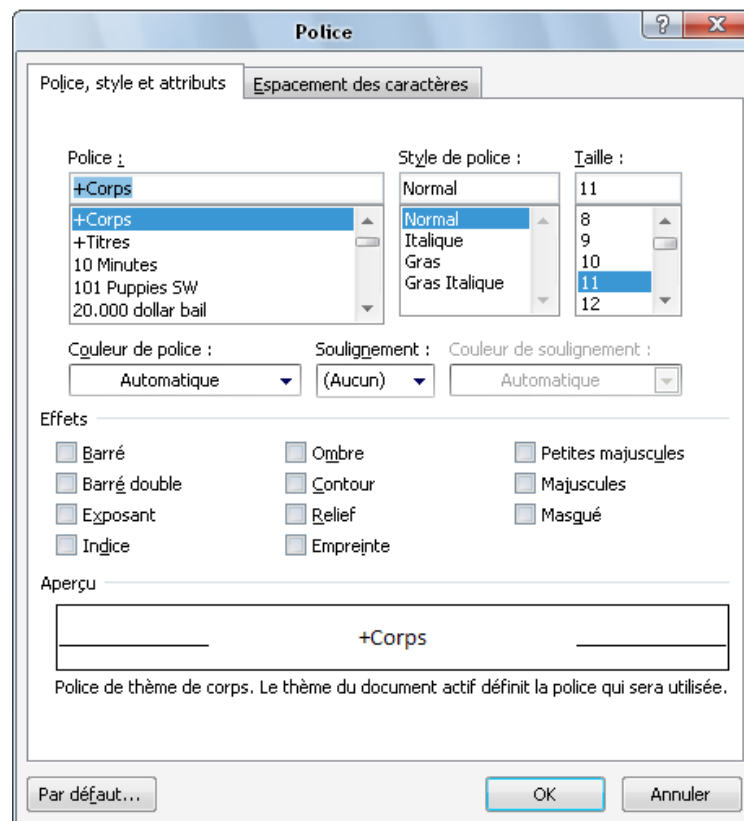 Police
Police, style et attributs
Espacement des caractères
Police :
Style de police :
Taille :
+Corps
Normal
11
+Corps
+Titres
10 Minutes
101 Puppies SW
20.000 dollar bail
Normal
Italique
Gras
Gras Italique
8
9
10
11
12
Couleur de police :
Soulignement :
Couleur de soulignement :
Automatique
(Aucun)
Automatique
Effets
Barré
Ombre
Petites majuscules
Barré double
Contour
Majuscules
Exposant
Relief
Masqué
Indice
Empreinte
Aperçu
+Corps
Police de thème de corps. Le thème du document actif définit la police qui sera utilisée.
Par défaut...
OK
Annuler